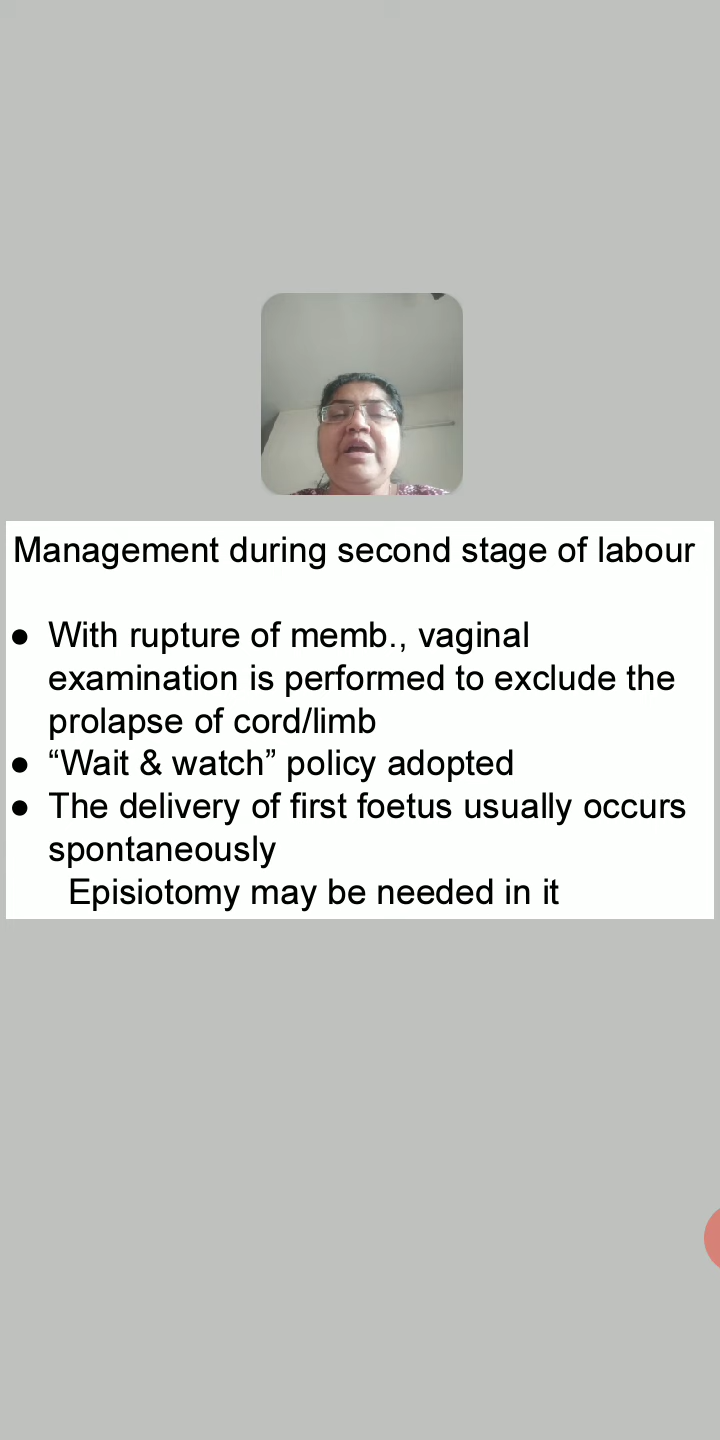 Management during second stage of labour
● With rupture of memb., vaginal
examination is performed to exclude the
prolapse of cord/limb
● “Wait & watch” policy adopted
● The delivery of first foetus usually occurs
spontaneously
Episiotomy may be needed in it